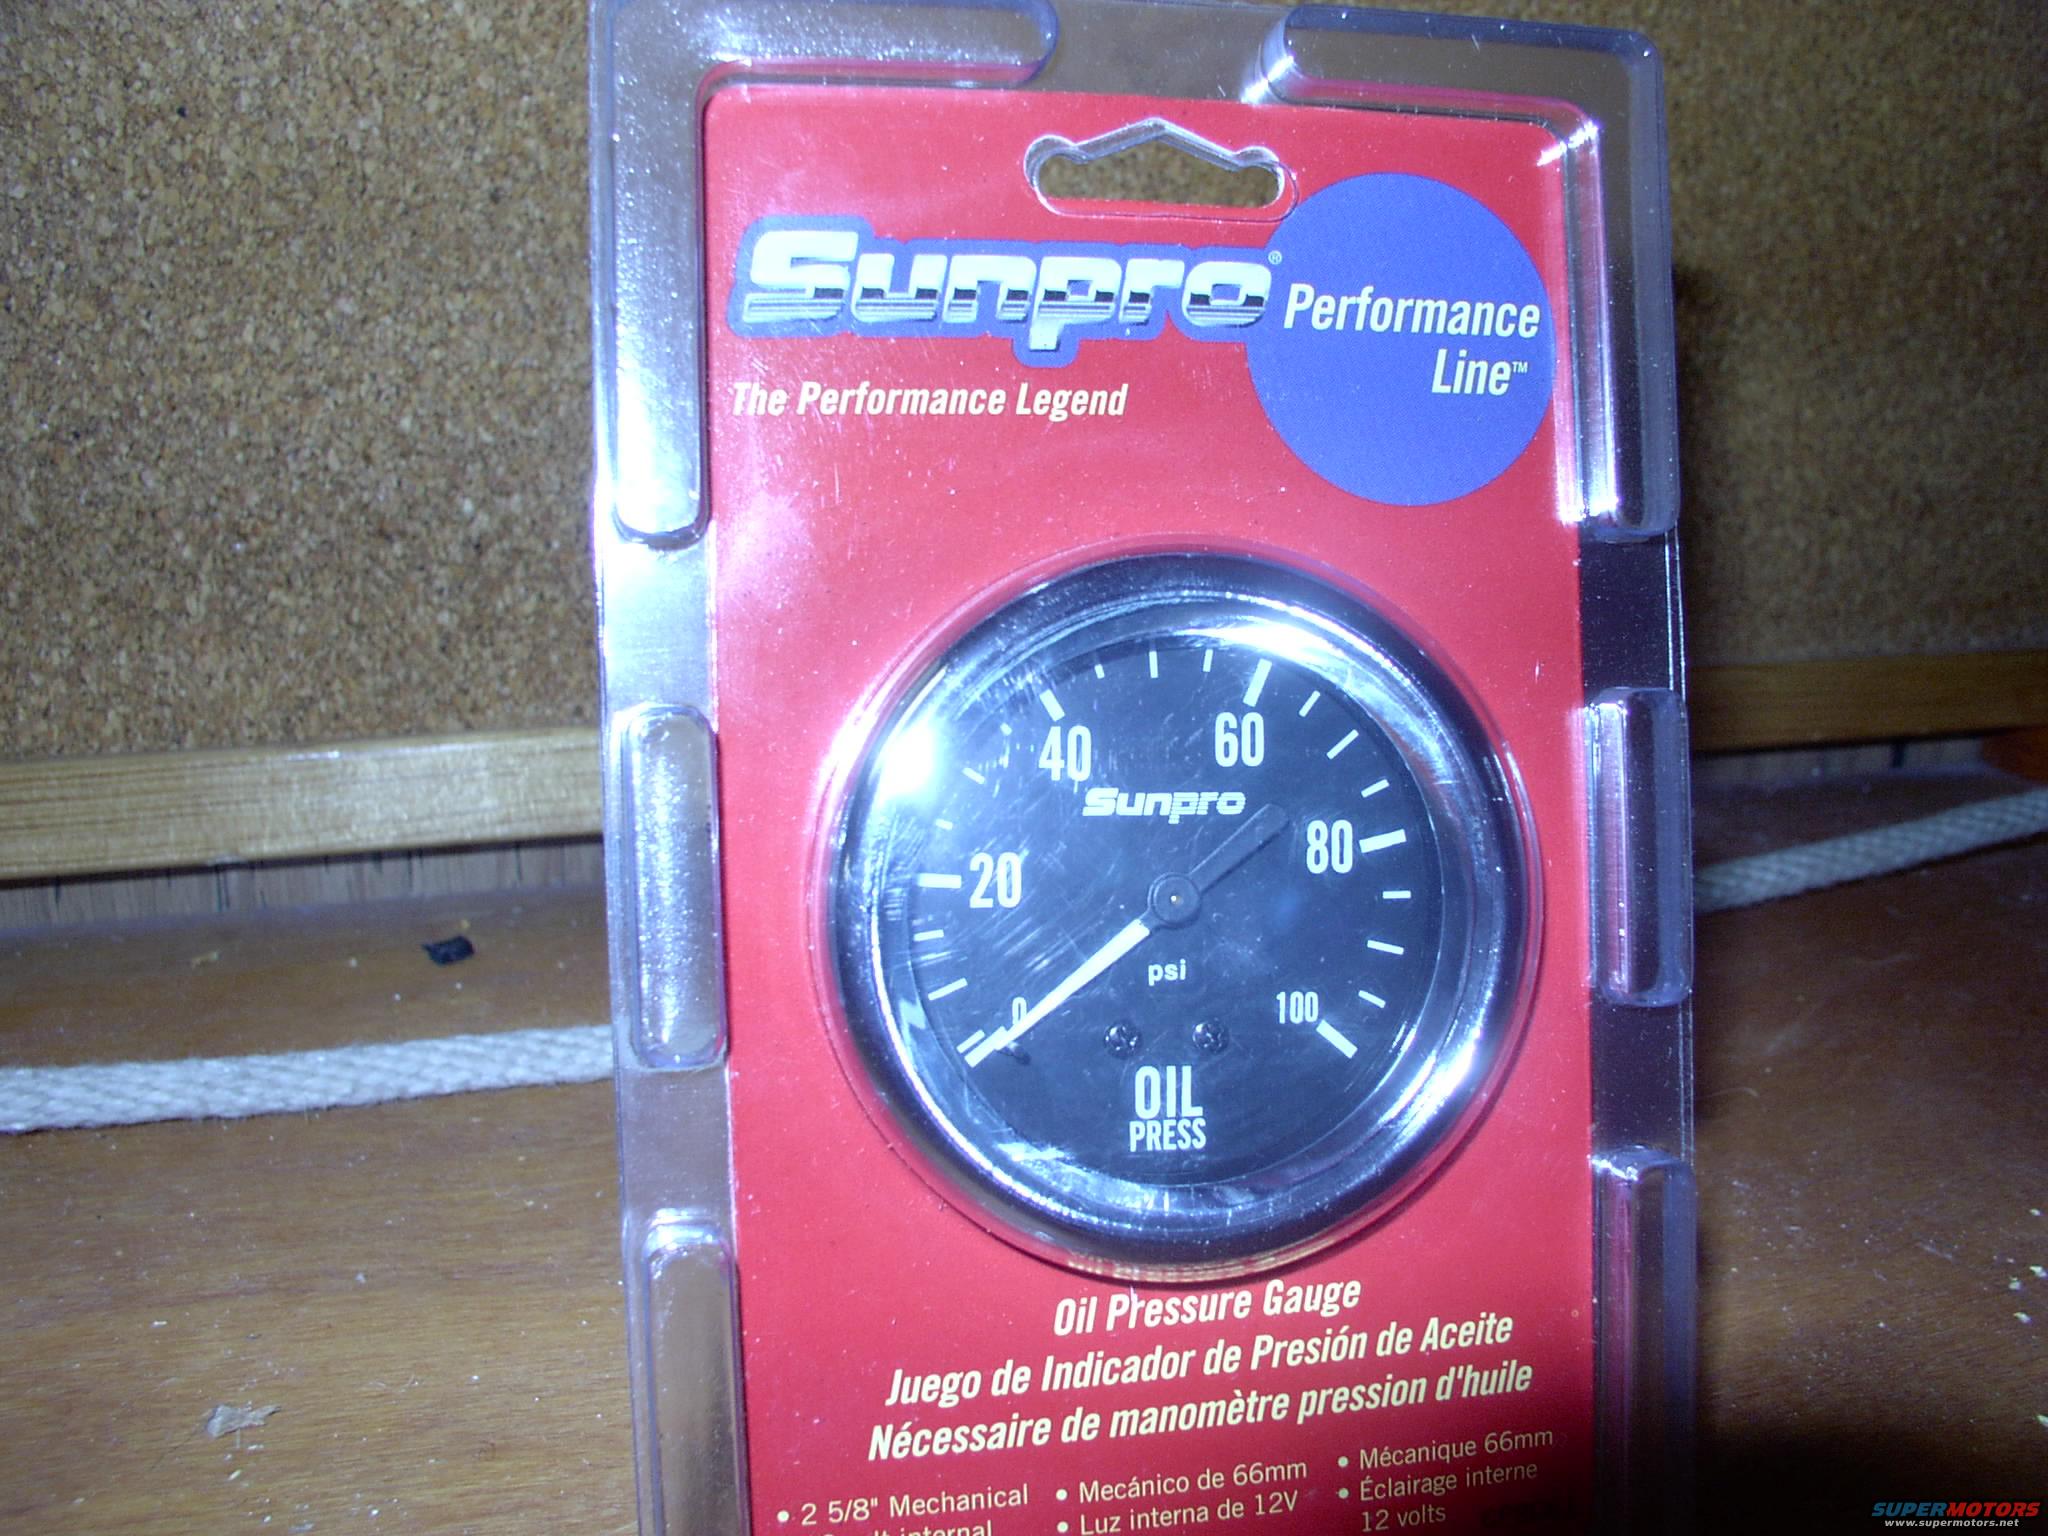 Sunpro®
Performance
Line™
The Performance Legend
40
60
Sunpro
20
80
psi
0
100
OIL
PRESS
Oil Pressure Gauge
Juego de Indicador de Presión de Aceite
Nécessaire de manomètre pression d'huile
• 2 5/8" Mechanical
internal
• Mecánico de 66mm
• Luz interna de 12V
• Mécanique 66mm
• Éclairage interne
12 volts
SUPERMOTORS
www.supermotors.net